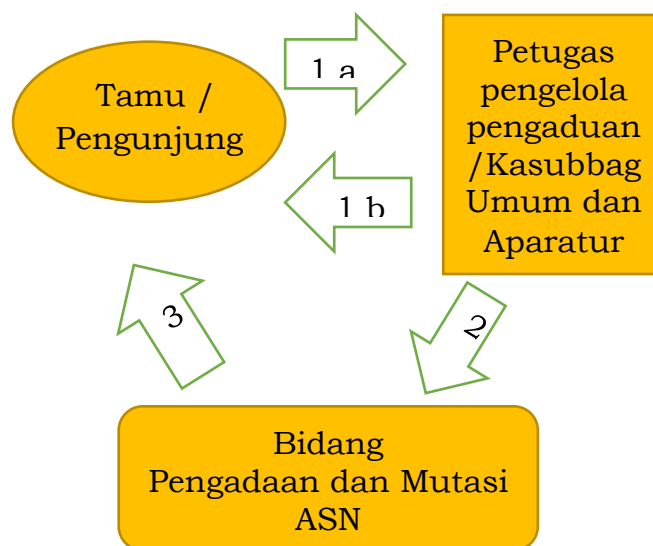 Tamu /
Pengunjung
1 a
Petugas
pengelola
pengaduan
/Kasubbag
Umum dan
Aparatur
1 b
3
2
Bidang
Pengadaan dan Mutasi
ASN